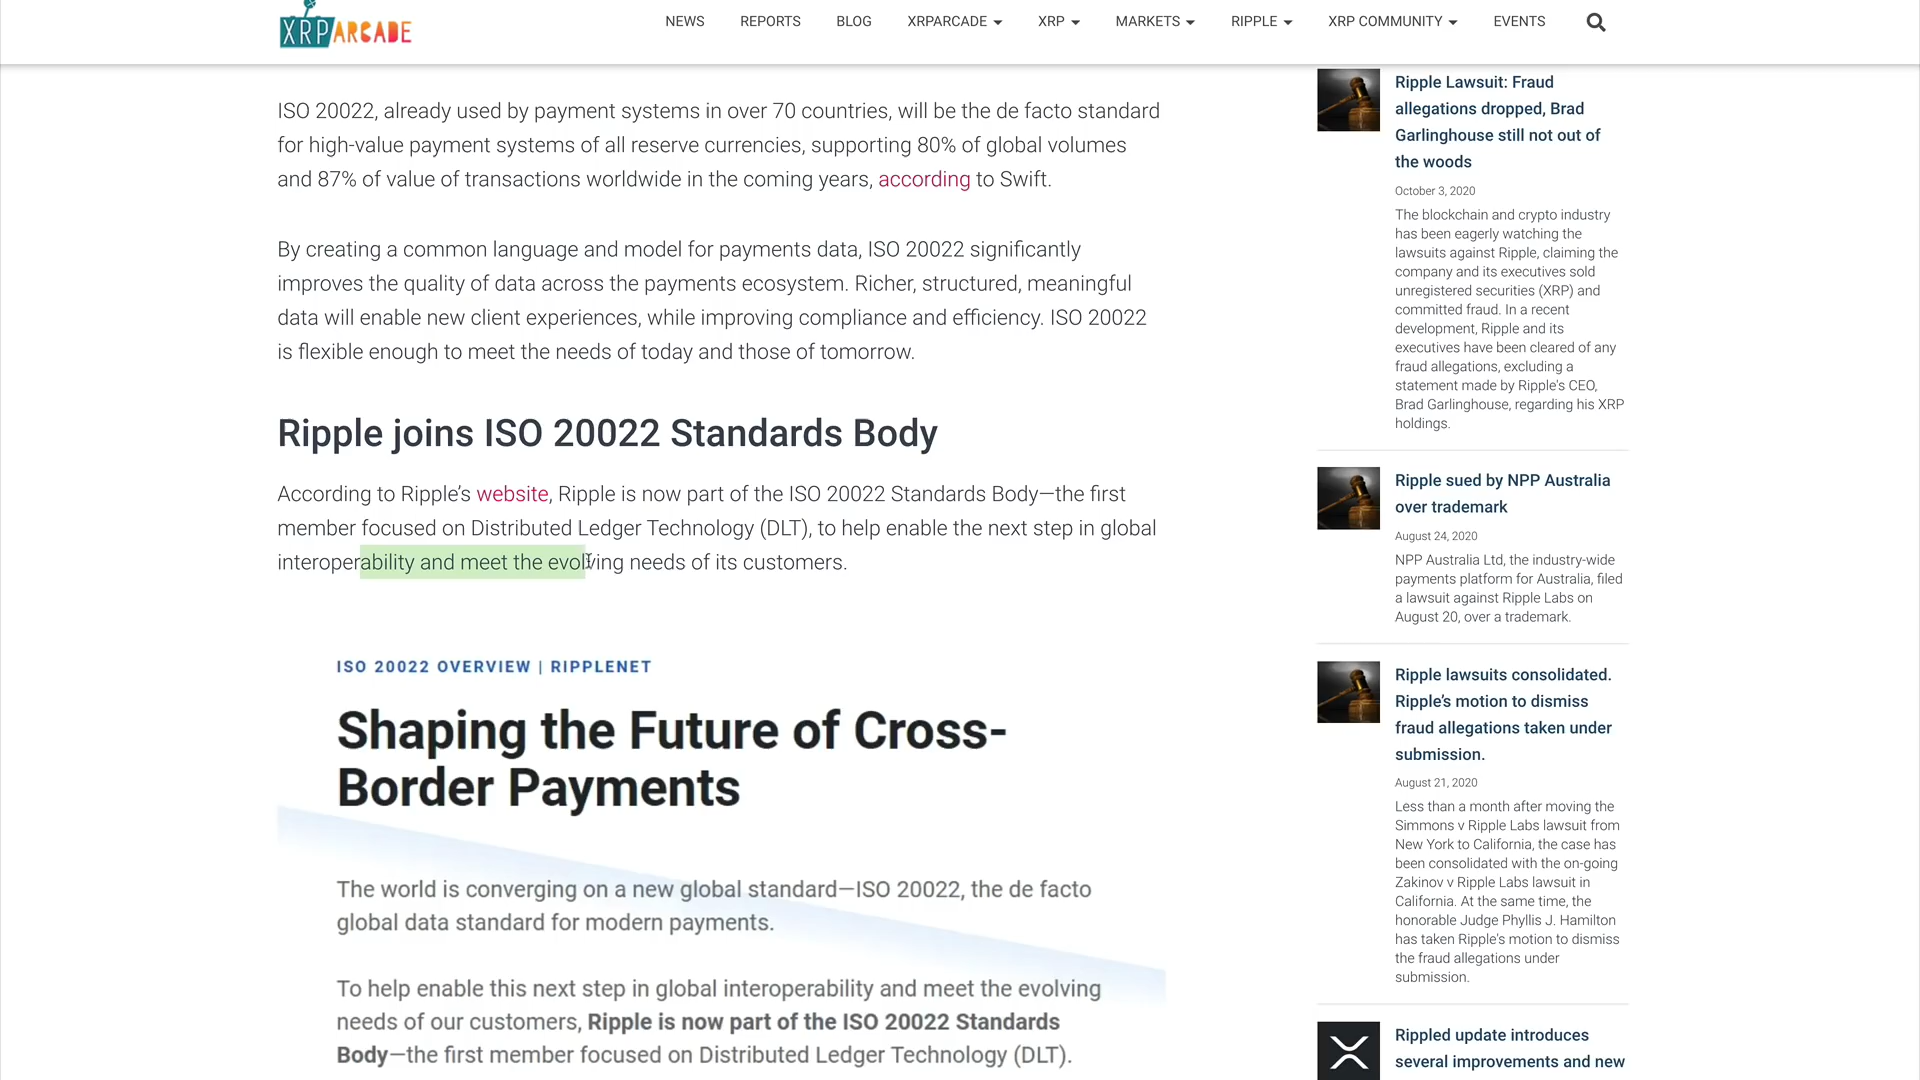 XRPARCADE
NEWS REPORTS BLOG XRPARCADE XRP MARKETS RIPPLE XRP COMMUNITY EVENTS
ISO 20022, already used by payment systems in over 70 countries, will be the de facto standard
for high-value payment systems of all reserve currencies, supporting 80% of global volumes
and 87% of value of transactions worldwide in the coming years, according to Swift.
By creating a common language and model for payments data, ISO 20022 significantly
improves the quality of data across the payments ecosystem. Richer, structured, meaningful
data will enable new client experiences, while improving compliance and efficiency. ISO 20022
is flexible enough to meet the needs of today and those of tomorrow.
Ripple joins ISO 20022 Standards Body
According to Ripple’s website, Ripple is now part of the ISO 20022 Standards Body—the first
member focused on Distributed Ledger Technology (DLT), to help enable the next step in global
interoperability and meet the evolving needs of its customers.
ISO 20022 OVERVIEW | RIPPLENET
Shaping the Future of Cross-
Border Payments
The world is converging on a new global standard—ISO 20022, the de facto
global data standard for modern payments.
To help enable this next step in global interoperability and meet the evolving
needs of our customers, Ripple is now part of the ISO 20022 Standards
Body—the first member focused on Distributed Ledger Technology (DLT).
Ripple Lawsuit: Fraud
allegations dropped, Brad
Garlinghouse still not out of
the woods
October 3, 2020
The blockchain and crypto industry
has been eagerly watching the
lawsuits against Ripple, claiming the
company and its executives sold
unregistered securities (XRP) and
committed fraud. In a recent
development, Ripple and its
executives have been cleared of any
fraud allegations, excluding a
statement made by Ripple's CEO,
Brad Garlinghouse, regarding his XRP
holdings.
Ripple sued by NPP Australia
over trademark
August 24, 2020
NPP Australia Ltd, the industry-wide
payments platform for Australia, filed
a lawsuit against Ripple Labs on
August 20, over a trademark.
Ripple lawsuits consolidated.
Ripple’s motion to dismiss
fraud allegations taken under
submission.
August 21, 2020
Less than a month after moving the
Simmons v Ripple Labs lawsuit from
New York to California, the case has
been consolidated with the on-going
Zakinov v Ripple Labs lawsuit in
California. At the same time, the
honorable Judge Phyllis J. Hamilton
has taken Ripple's motion to dismiss
the fraud allegations under
submission.
Rippled update introduces
several improvements and new